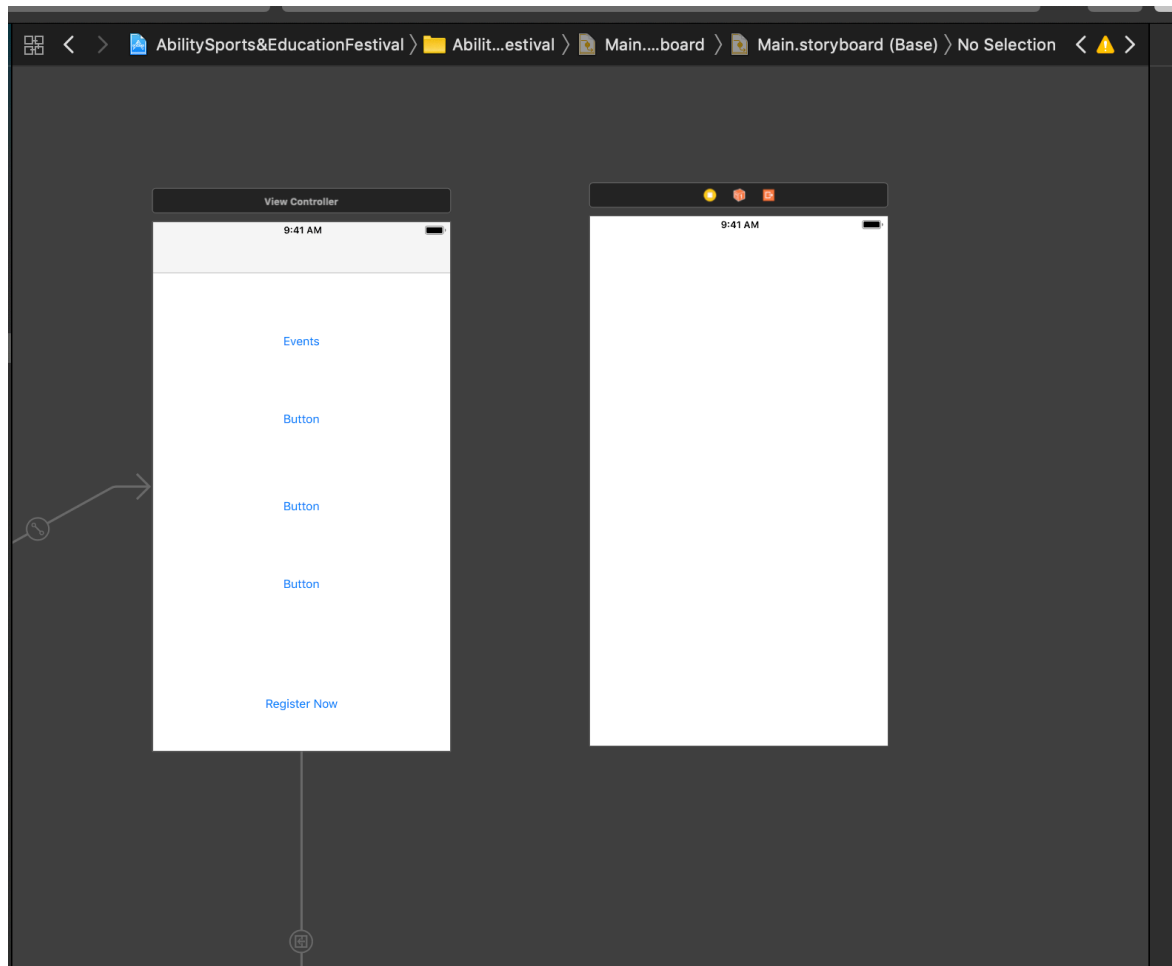 AbilitySports&EducationFestival 〉 Abilit...estival 〉 Main....board 〉 Main.storyboard (Base) 〉 No Selection
View Controller
9:41 AM
9:41 AM
Events
Button
Button
Button
Register Now